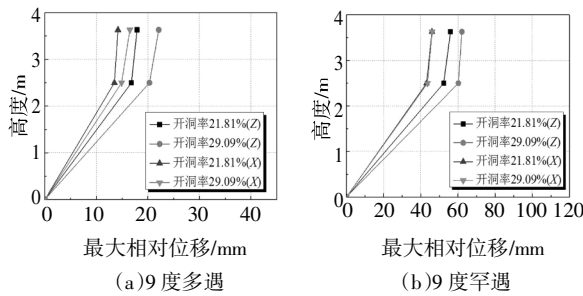 4
3
2
1
0
高度/m
开洞率21.81%(Z)
开洞率29.09%(Z)
开洞率21.81%(X)
开洞率29.09%(X)
0 10 20 30 40
最大相对位移/mm
(a)9 度多遇
4
3
2
1
0
高度/m
开洞率21.81%(Z)
开洞率29.09%(Z)
开洞率21.81%(X)
开洞率29.09%(X)
0 20 40 60 80 100 120
最大相对位移/mm
(b)9 度罕遇